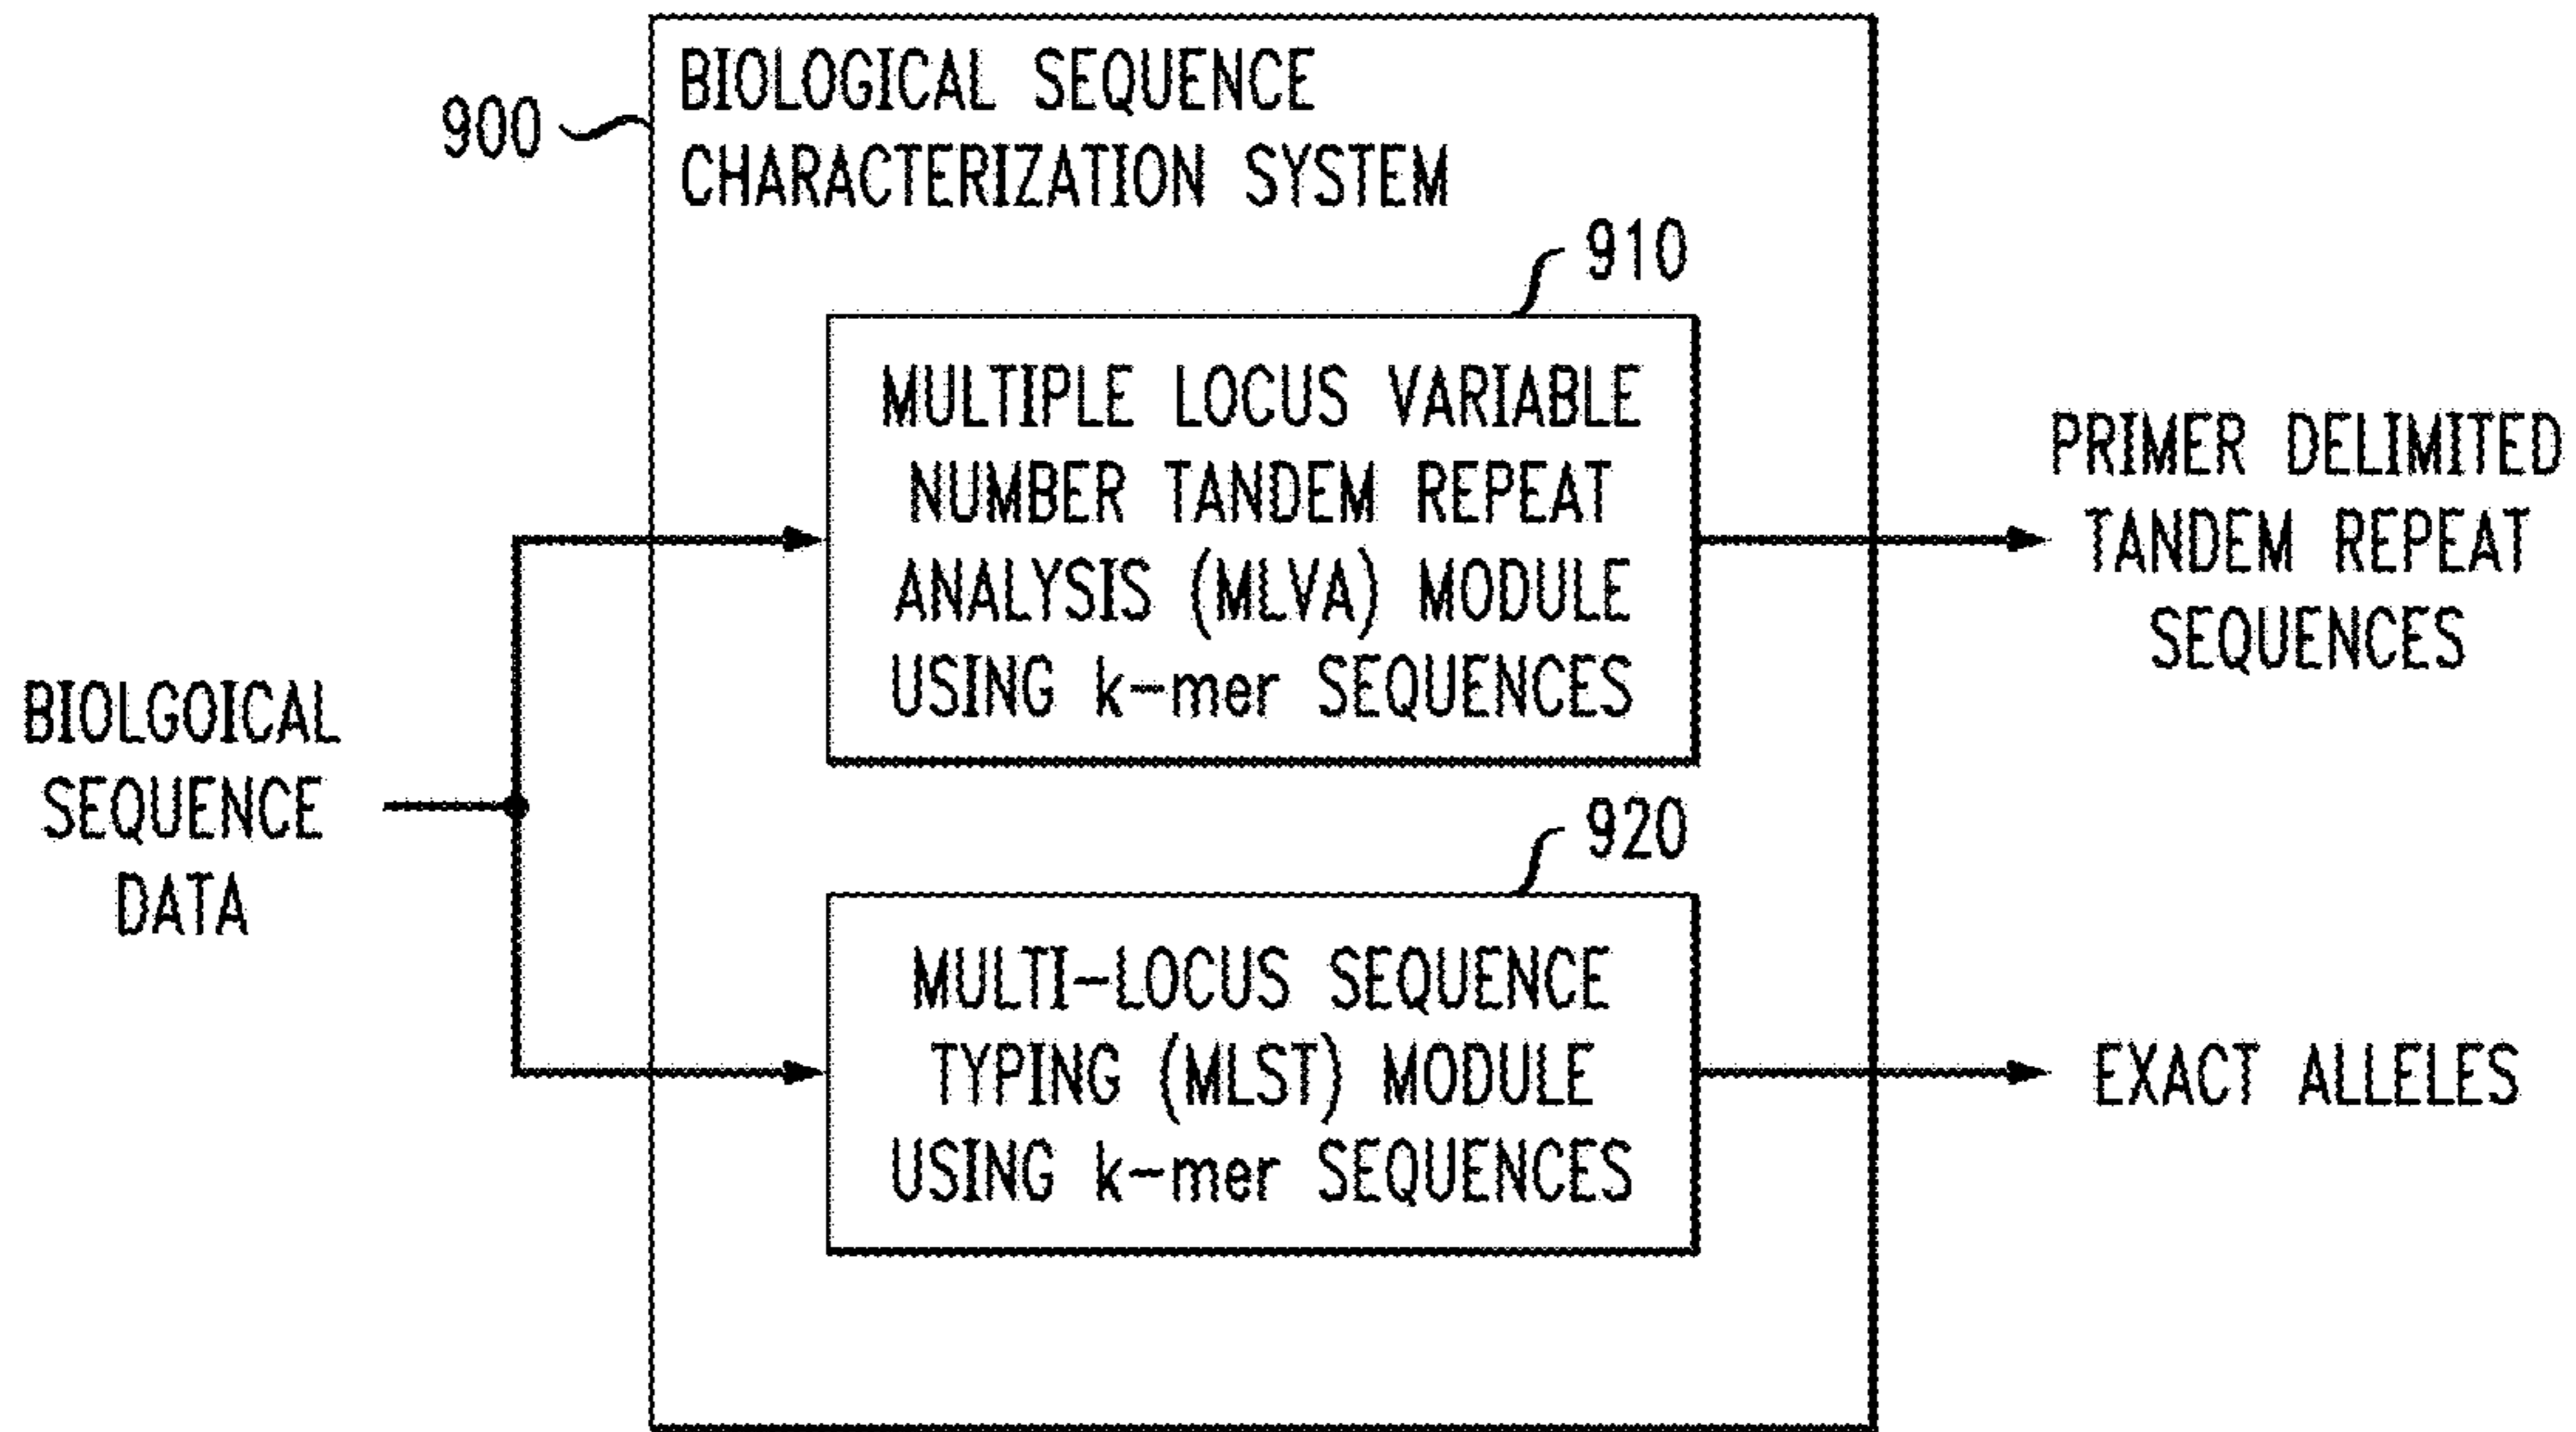 900
BIOLOGICAL SEQUENCE
CHARACTERIZATION SYSTEM
910
MULTIPLE LOCUS VARIABLE
NUMBER TANDEM REPEAT
ANALYSIS (MLVA) MODULE
USING k-mer SEQUENCES
PRIMER DELIMITED
TANDEM REPEAT
SEQUENCES
BIOLGOICAL
SEQUENCE
DATA
920
MULTI-LOCUS SEQUENCE
TYPING (MLST) MODULE
USING k-mer SEQUENCES
EXACT ALLELES